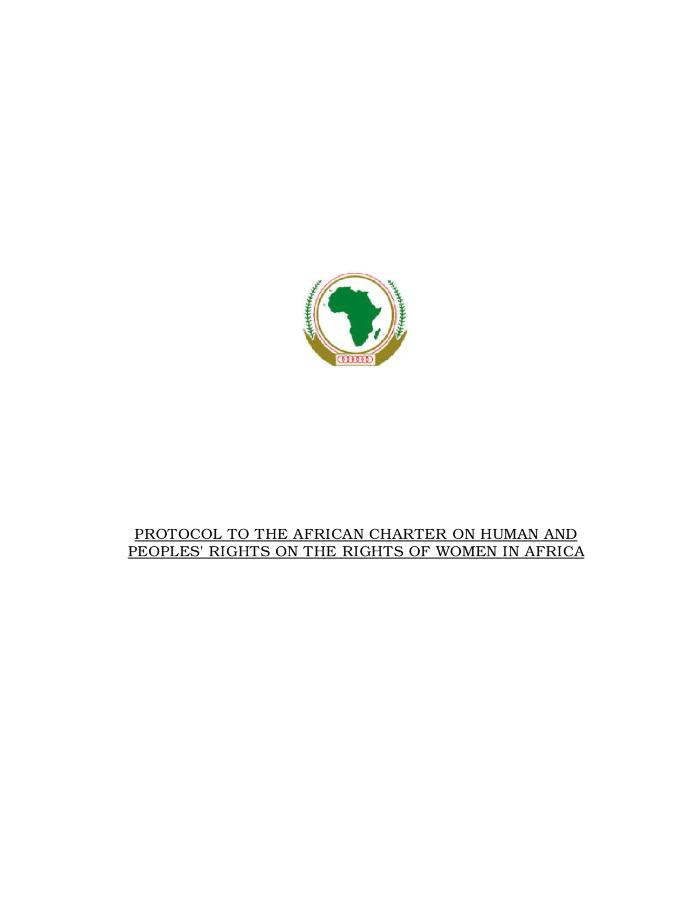 PROTOCOL TO THE AFRICAN CHARTER ON HUMAN AND
PEOPLES' RIGHTS ON THE RIGHTS OF WOMEN IN AFRICA